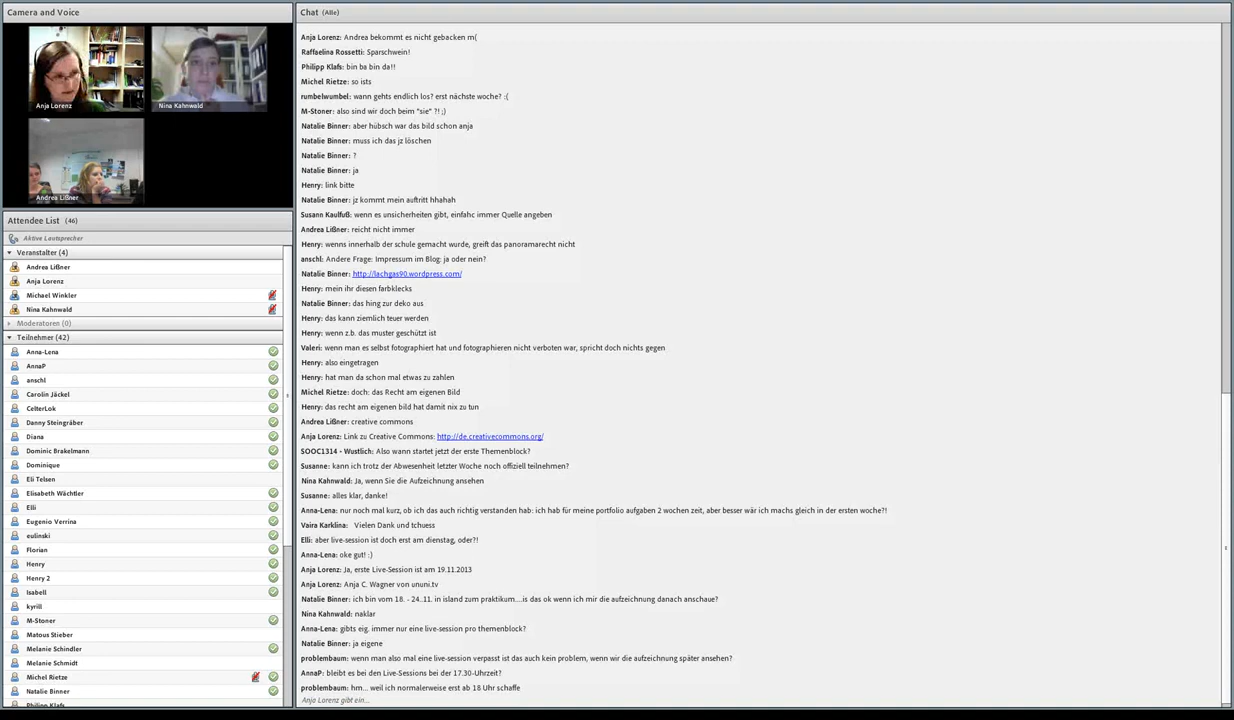 Camera and Voice
Anja Lorenz
Nina Kahnwald
Andrea Lißner
Attendee List (46)
Aktive Lautsprecher
Veranstalter (4)
Andrea Lißner
Anja Lorenz
Michael Winkler
Nina Kahnwald
Moderatoren (0)
Teilnehmer (42)
Anna-Lena
AnnaP
anschl
Carolin Jäckel
CelterLok
Danny Steingräber
Diana
Dominic Brakelmann
Dominique
Eli Telsen
Elisabeth Wächtler
Elli
Eugenio Verrina
eulinski
Florian
Henry
Henry 2
Isabell
kyrill
M-Stoner
Matous Stieber
Melanie Schindler
Melanie Schmidt
Michel Rietze
Natalie Binner
Philipp Klafs
Chat (Alle)
Anja Lorenz: Andrea bekommt es nicht gebacken m(
Raffaelina Rossetti: Sparschwein!
Philipp Klafs: bin ba bin da!!
Michel Rietze: so ists
rumbelwumbel: wann gehts endlich los? erst nächste woche? :(
M-Stoner: also sind wir doch beim "sie" ?! ;)
Natalie Binner: aber hübsch war das bild schon anja
Natalie Binner: muss ich das jz löschen
Natalie Binner: ?
Natalie Binner: ja
Henry: link bitte
Natalie Binner: jz kommt mein auftritt hhahah
Susann Kaulfuß: wenn es unsicherheiten gibt, einfahc immer Quelle angeben
Andrea Lißner: reicht nicht immer
Henry: wenns innerhalb der schule gemacht wurde, greift das panoramarecht nicht
anschl: Andere Frage: Impressum im Blog: ja oder nein?
Natalie Binner: http://lachgas90.wordpress.com/
Henry: mein ihr diesen farbklecks
Natalie Binner: das hing zur deko aus
Henry: das kann ziemlich teuer werden
Henry: wenn z.b. das muster geschützt ist
Valeri: wenn man es selbst fotographiert hat und fotographieren nicht verboten war, spricht doch nichts gegen
Henry: also eingetragen
Henry: hat man da schon mal etwas zu zahlen
Michel Rietze: doch: das Recht am eigenen Bild
Henry: das recht am eigenen bild hat damit nix zu tun
Andrea Lißner: creative commons
Anja Lorenz: Link zu Creative Commons: http://de.creativecommons.org/
SOOC1314 - Wustlich: Also wann startet jetzt der erste Themenblock?
Susanne: kann ich trotz der Abwesenheit letzter Woche noch offiziell teilnehmen?
Nina Kahnwald: Ja, wenn Sie die Aufzeichnung ansehen
Susanne: alles klar, danke!
Anna-Lena: nur noch mal kurz, ob ich das auch richtig verstanden hab: ich hab für meine portfolio aufgaben 2 wochen zeit, aber besser wär ich machs gleich in der ersten woche?!
Vaira Karklina: Vielen Dank und tchuess
Elli: aber live-session ist doch erst am dienstag, oder?!
Anna-Lena: oke gut! :)
Anja Lorenz: Ja, erste Live-Session ist am 19.11.2013
Anja Lorenz: Anja C. Wagner von ununi.tv
Natalie Binner: ich bin vom 18. - 24..11. in island zum praktikum....is das ok wenn ich mir die aufzeichnung danach anschaue?
Nina Kahnwald: naklar
Anna-Lena: gibts eig. immer nur eine live-session pro themenblock?
Natalie Binner: ja eigene
problembaum: wenn man also mal eine live-session verpasst ist das auch kein problem, wenn wir die aufzeichnung später ansehen?
AnnaP: bleibt es bei den Live-Sessions bei der 17.30-Uhrzeit?
problembaum: hm... weil ich normalerweise erst ab 18 Uhr schaffe
Anja Lorenz gibt ein...